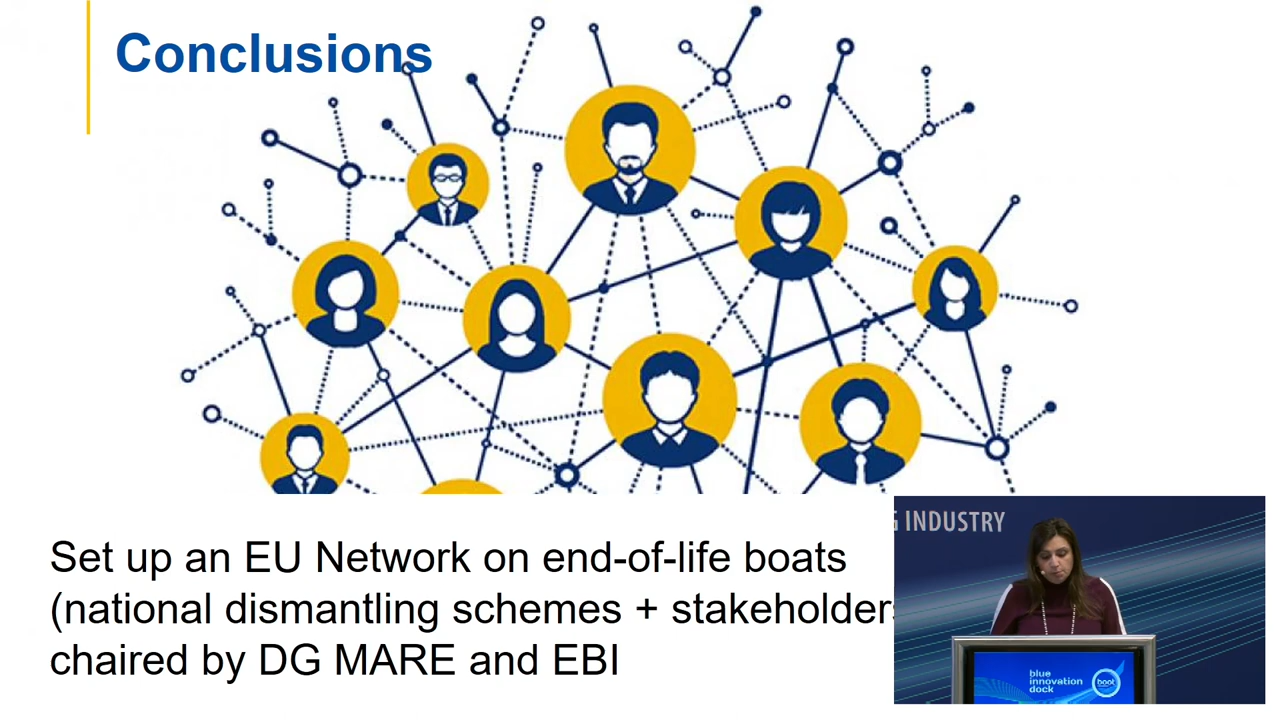 Conclusions
Set up an EU Network on end-of-life boats
(national dismantling schemes + stakeholders
chaired by DG MARE and EBI
INDUSTRY
blue
innovation
dock
boot